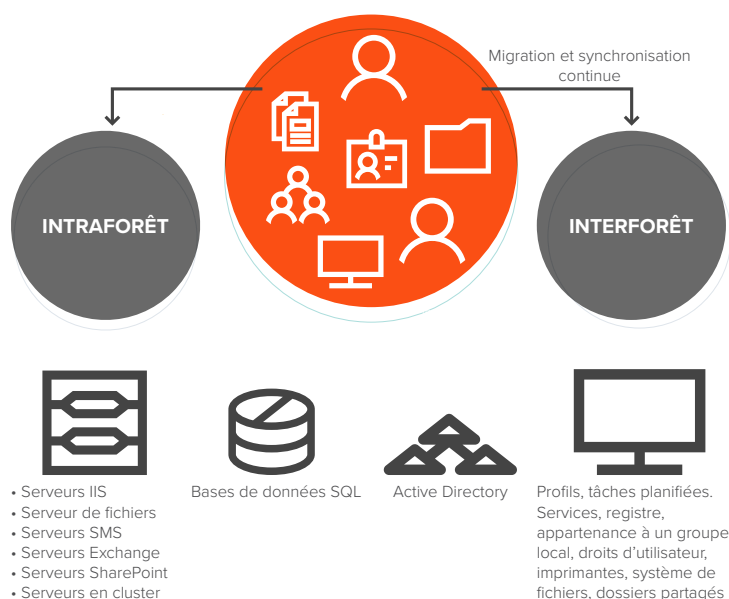 Migration et synchronisation
continue
INTRAFORÊT
INTERFORÊT
• Serveurs IIS
• Serveur de fichiers
• Serveurs SMS
• Serveurs Exchange
• Serveurs SharePoint
• Serveurs en cluster
Bases de données SQL
Active Directory
Profils, tâches planifiées.
Services, registre,
appartenance à un groupe
local, droits d’utilisateur,
imprimantes, système de
fichiers, dossiers partagés